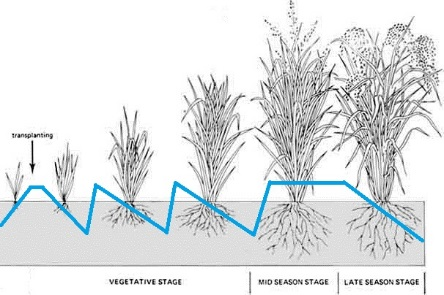 transplanting
VEGETATIVE STAGE
MID SEASON STAGE
LATE SEASON STAGE